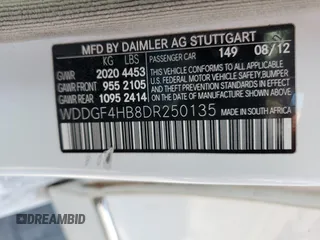 MFD BY DAIMLER AG STUTTGART
KG LBS PASSENGER CAR 149 08/12
GVWR 2020 4453
GAWR FRONT 955 2105
GAWR REAR 1095 2414
THIS VEHICLE CONFORMS TO ALL APPLICABLE
U.S. FEDERAL MOTOR VEHICLE SAFETY, BUMPER,
AND THEFT PREVENTION STANDARDS IN
EFFECT ON THE DATE OF MANUFACTURE SHOWN ABOVE
MADE IN SOUTH AFRICA
WDDGF4HB8DR250135
DREAMBID